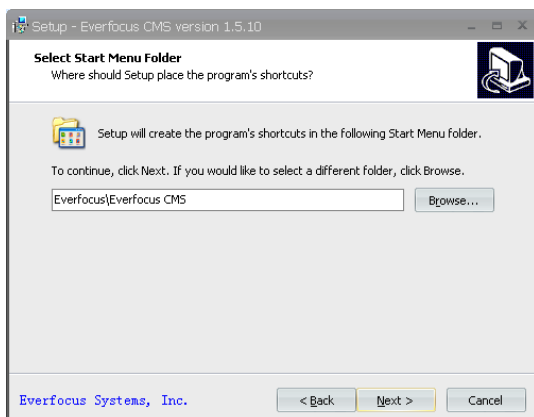 Setup - Everfocus CMS version 1.5.10
Select Start Menu Folder
Where should Setup place the program's shortcuts?
Setup will create the program's shortcuts in the following Start Menu folder.
To continue, click Next. If you would like to select a different folder, click Browse.
Everfocus\Everfocus CMS
Browse...
Everfocus Systems, Inc.
< Back
Next >
Cancel